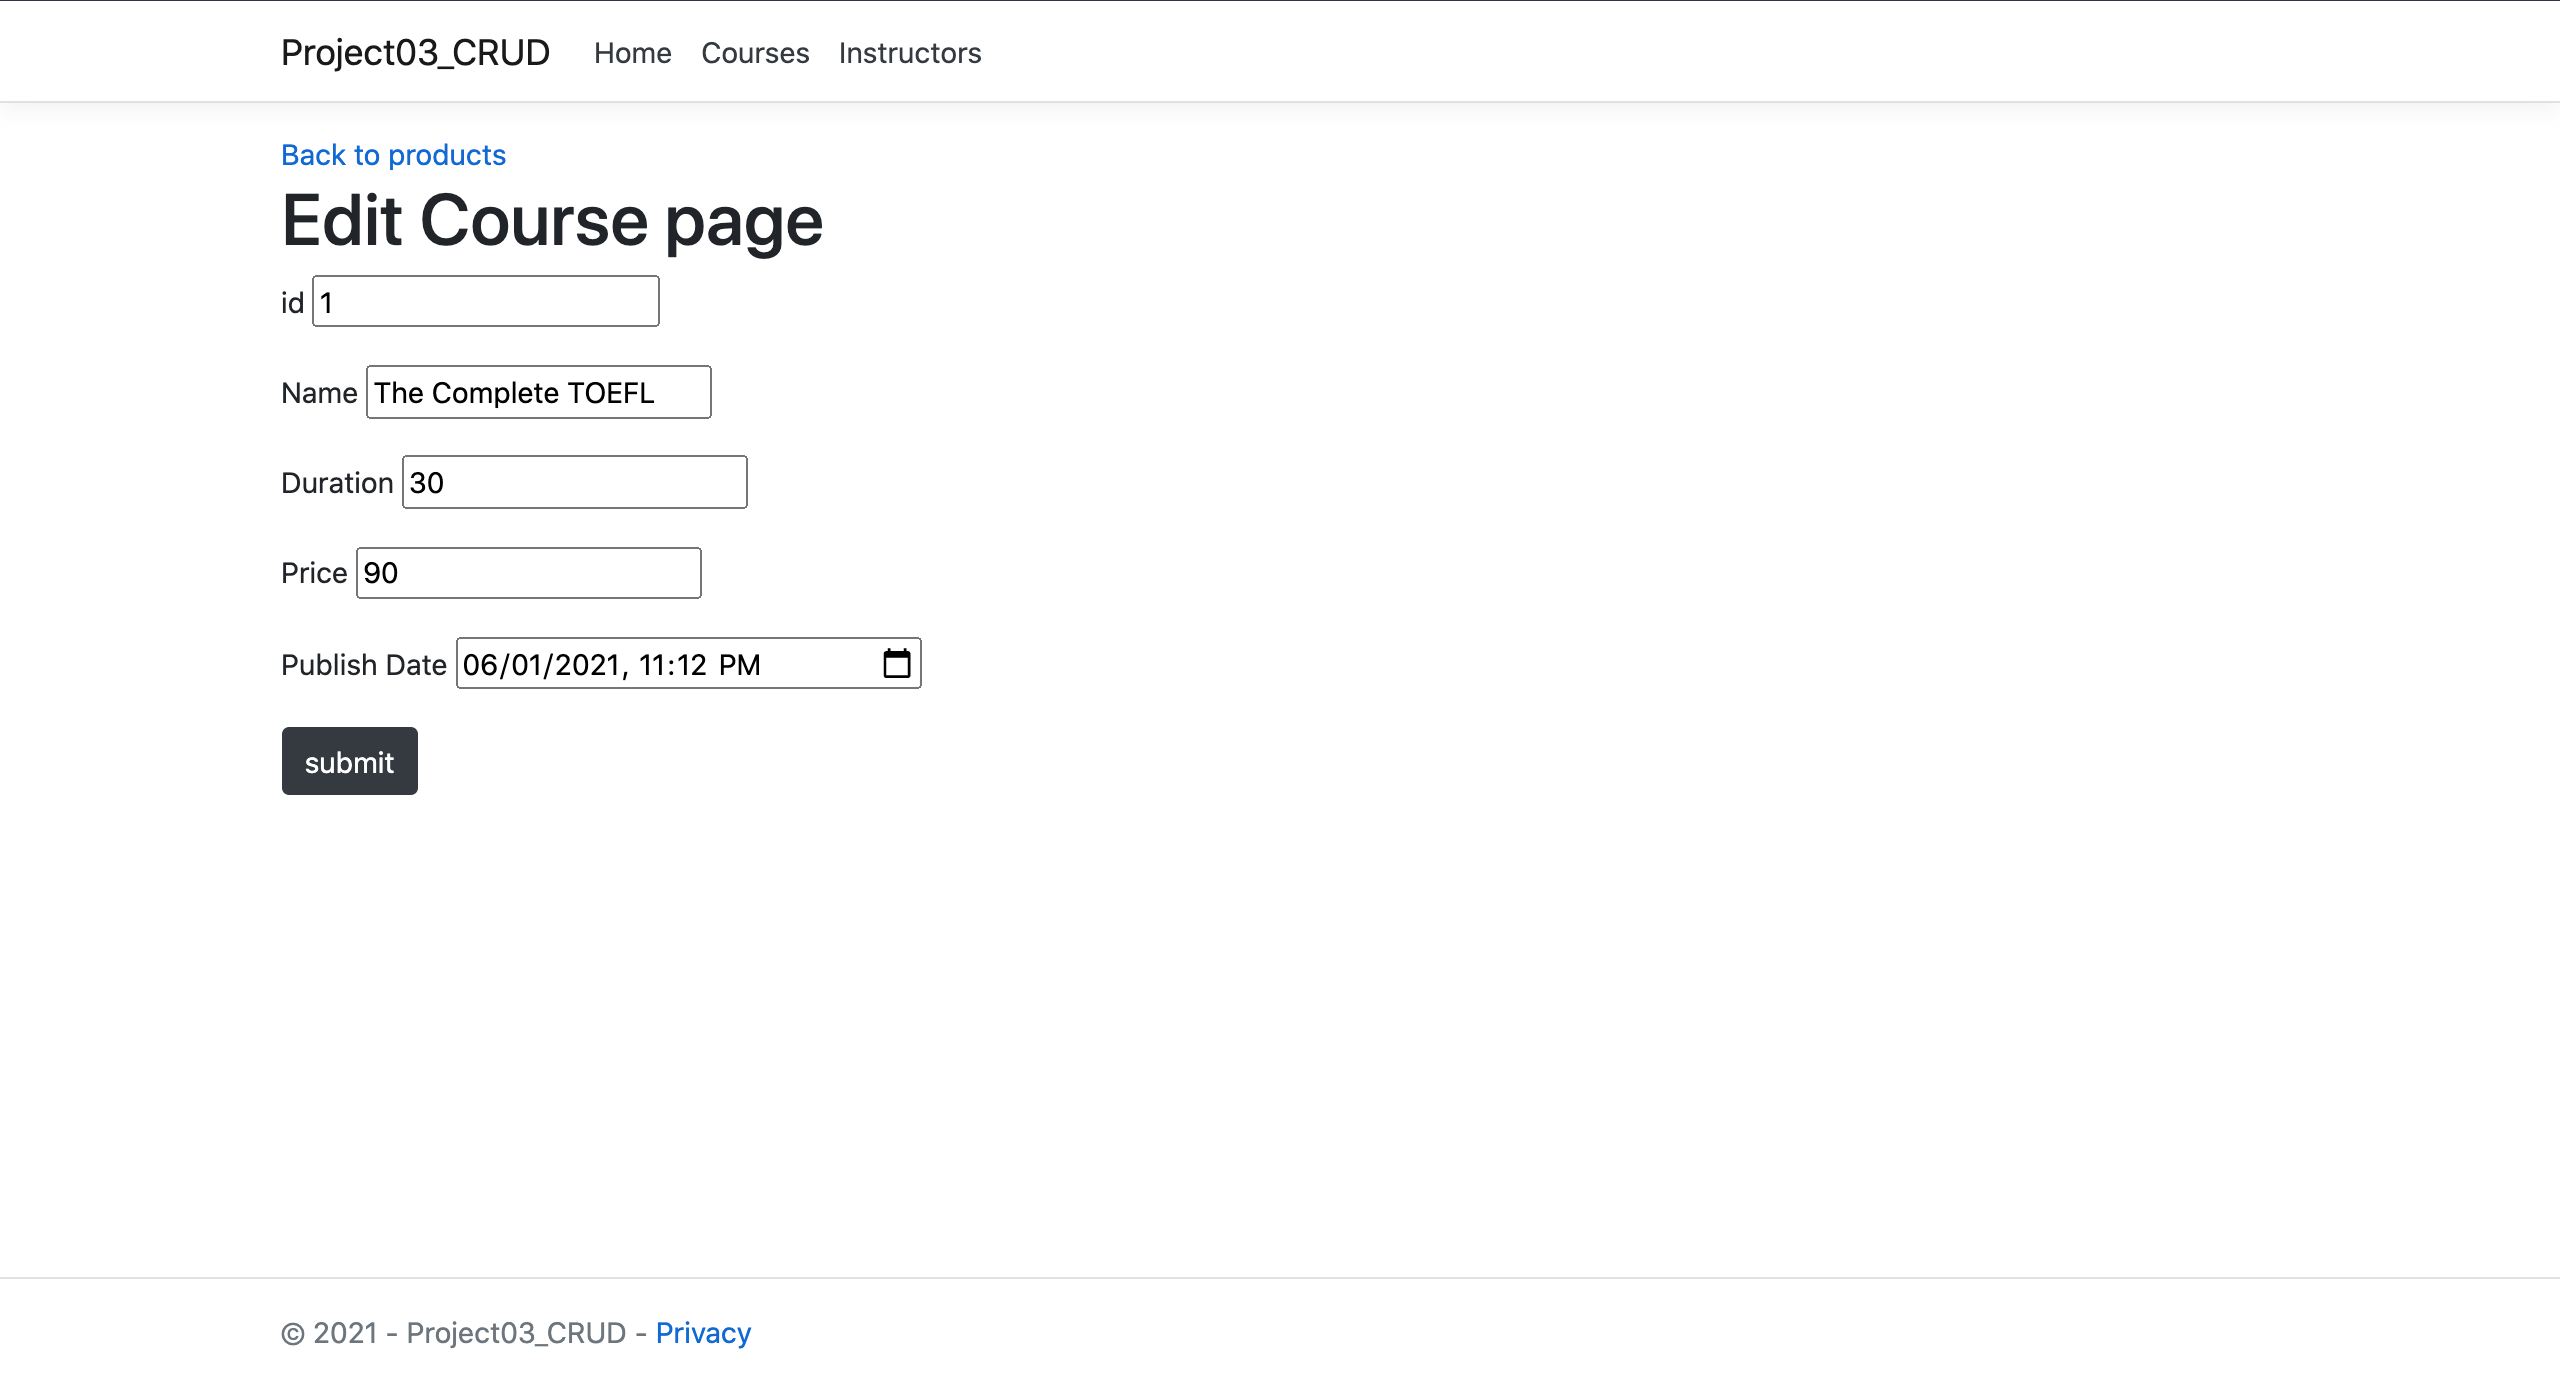 Project03_CRUD Home Courses Instructors
Back to products
Edit Course page
id 1
Name The Complete TOEFL
Duration 30
Price 90
Publish Date 06/01/2021, 11:12 PM
submit
© 2021 - Project03_CRUD - Privacy